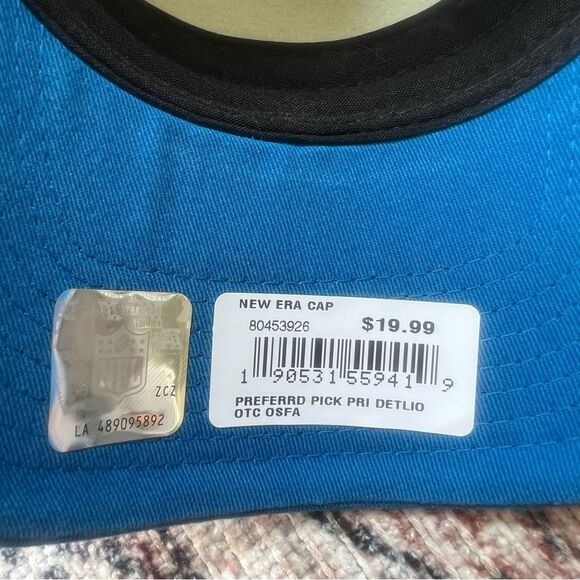 NEW ERA CAP
80453926 $19.99
1 90531 55941 9
PREFERRD PICK PRI DETLIO
OTC OSFA
NFL
ZCZ
LA 489095892